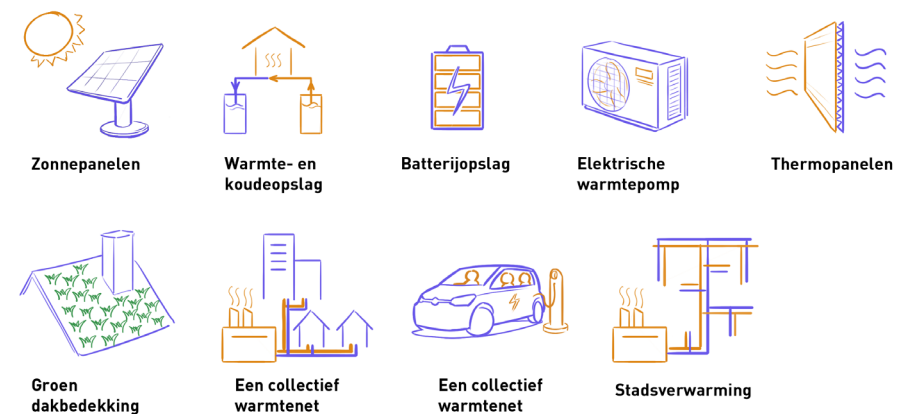 Zonnepanelen
Warmte- en
koudeopslag
Batterijopslag
Elektrische
warmtepomp
Thermopanelen
Groen
dakbedekking
Een collectief
warmtenet
Een collectief
warmtenet
Stadsverwarming